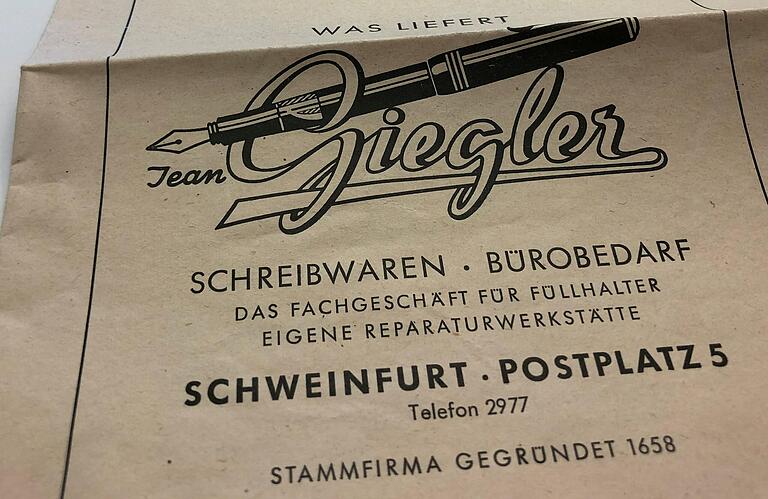 WAS LIEFERT
Jean Giegler
SCHREIBWAREN · BÜROBEDARF
DAS FACHGESCHÄFT FÜR FÜLLHALTER
EIGENE REPARATURWERKSTÄTTE
SCHWEINFURT · POSTPLATZ 5
Telefon 2977
STAMMFIRMA GEGRÜNDET 1658